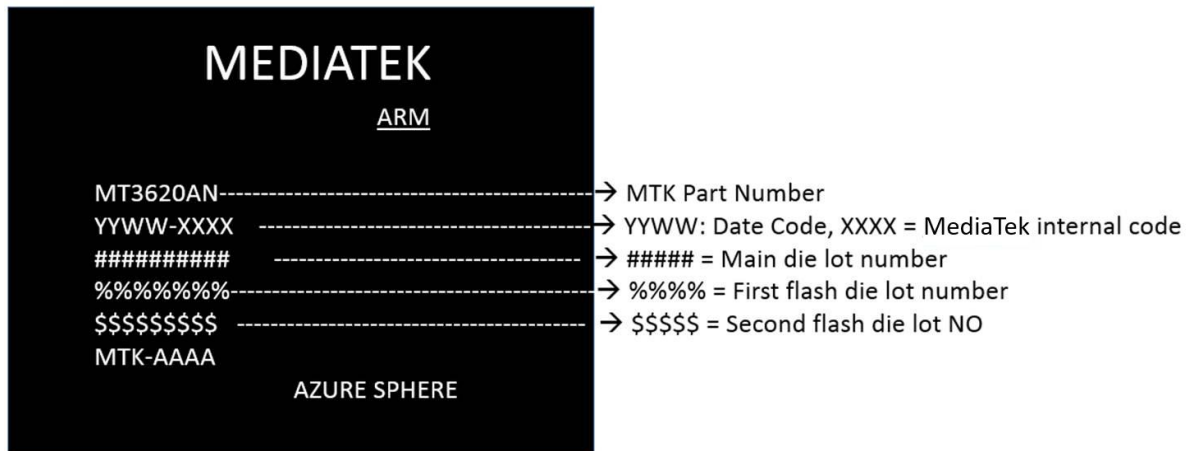 MEDIATEK
ARM
MT3620AN----------------------------------------------→ MTK Part Number
YYWW-XXXX ----------------------------------------→ YYWW: Date Code, XXXX = MediaTek internal code
########## ------------------------------------- → ##### = Main die lot number
%%%%%%%---------------------------------------------→ %%%% = First flash die lot number
$$$$$$$$$ ------------------------------------------ → $$$$$ = Second flash die lot NO
MTK-AAAA
AZURE SPHERE